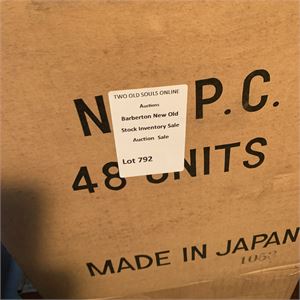 TWO OLD SOULS ONLINE
Auctions
Barberton New Old
Stock Inventory Sale
Auction Sale
Lot 792
N P.C.
48 UNITS
MADE IN JAPAN